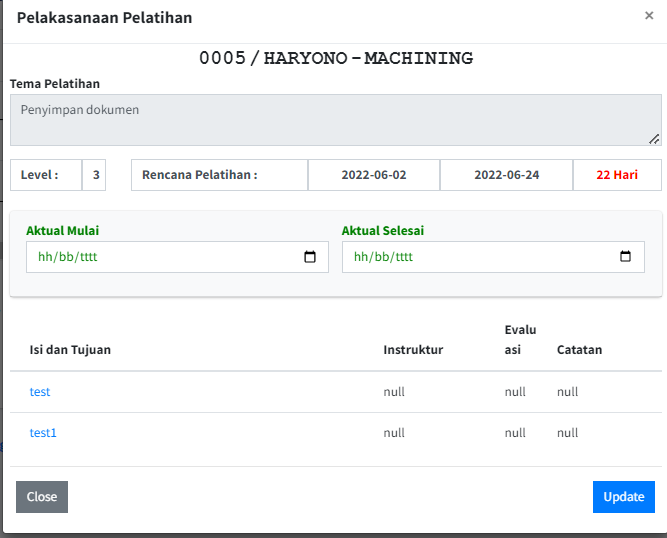 Pelakasanaan Pelatihan ×
0005 / HARYONO - MACHINING
Tema Pelatihan
Penyimpan dokumen
Level : 3 Rencana Pelatihan : 2022-06-02 2022-06-24 22 Hari
Aktual Mulai Aktual Selesai
hh/bb/tttt hh/bb/tttt
Isi dan Tujuan Instruktur Evalu
asi Catatan
test null null null
test1 null null null
Close Update